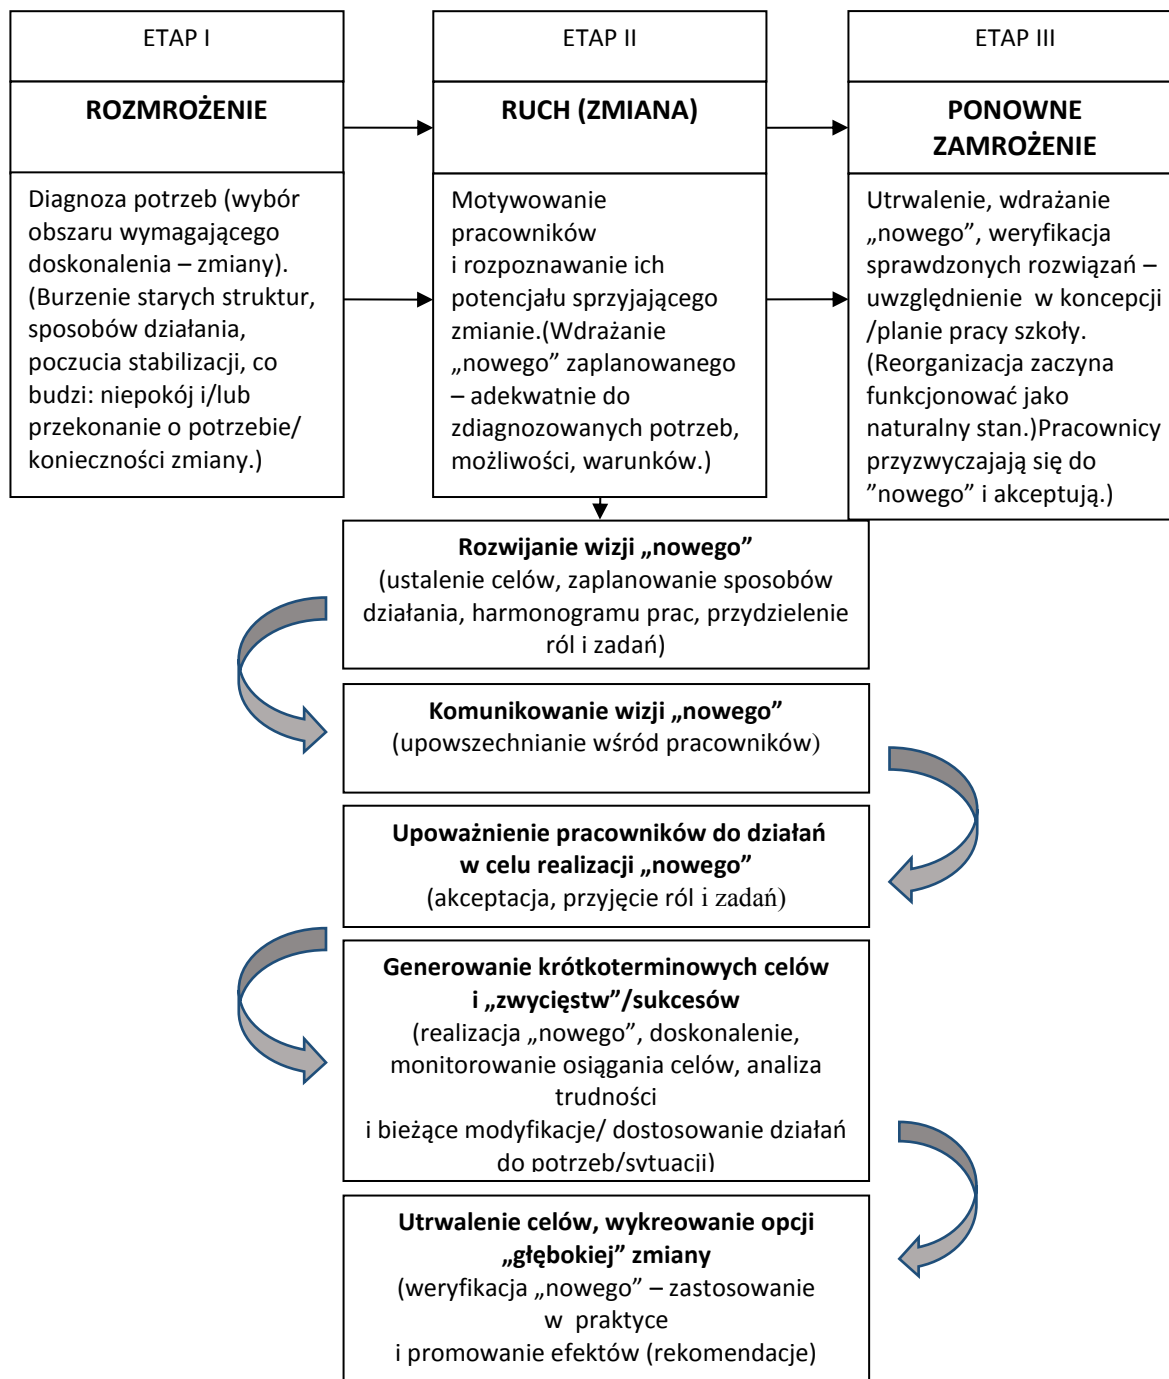 ETAP I
ROZMROŻENIE
Diagnoza potrzeb (wybór
obszaru wymagającego
doskonalenia – zmiany).
(Burzenie starych struktur,
sposobów działania,
poczucia stabilizacji, co
budzi: niepokój i/lub
przekonanie o potrzebie/
konieczności zmiany.)
ETAP II
RUCH (ZMIANA)
Motywowanie
pracowników
i rozpoznawanie ich
potencjału sprzyjającego
zmianie.(Wdrażanie
„nowego” zaplanowanego
– adekwatnie do
zdiagnozowanych potrzeb,
możliwości, warunków.)
ETAP III
PONOWNE
ZAMROŻENIE
Utrwalenie, wdrażanie
„nowego”, weryfikacja
sprawdzonych rozwiązań –
uwzględnienie w koncepcji
/planie pracy szkoły.
(Reorganizacja zaczyna
funkcjonować jako
naturalny stan.)Pracownicy
przyzwyczajają się do
”nowego” i akceptują.)
Rozwijanie wizji „nowego”
(ustalenie celów, zaplanowanie sposobów
działania, harmonogramu prac, przydzielenie
ról i zadań)
Komunikowanie wizji „nowego”
(upowszechnianie wśród pracowników)
Upoważnienie pracowników do działań
w celu realizacji „nowego”
(akceptacja, przyjęcie ról i zadań)
Generowanie krótkoterminowych celów
i „zwycięstw”/sukcesów
(realizacja „nowego”, doskonalenie,
monitorowanie osiągania celów, analiza
trudności
i bieżące modyfikacje/ dostosowanie działań
do potrzeb/sytuacji)
Utrwalenie celów, wykreowanie opcji
„głębokiej” zmiany
(weryfikacja „nowego” – zastosowanie
w praktyce
i promowanie efektów (rekomendacje)